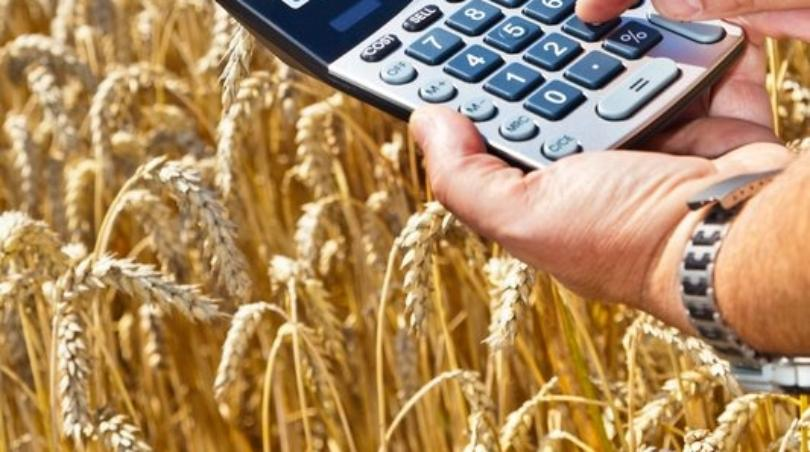 COST SELL
OFF 7 8
M+ 4 5 6
M- 1 2
MRC 0 . %
C/CE =